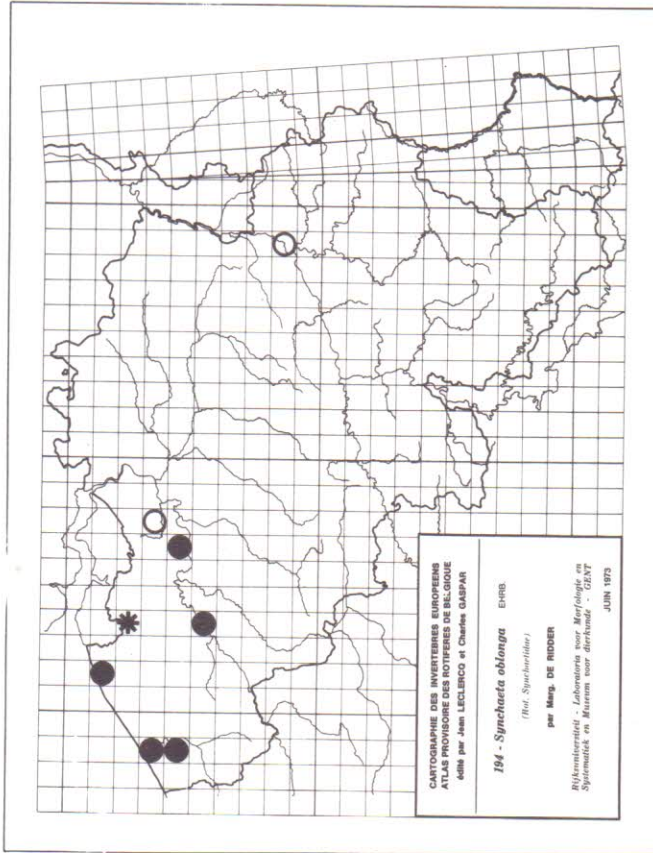 CARTOGRAPHIE DES INVERTEBRES EUROPEENS
ATLAS PROVISOIRE DES ROTIFERES DE BELGIQUE
édité par Jean LECLERCQ et Charles GASPAR
194 - Synchaeta oblonga EHRB.
(Rot. Synchaetidae)
par Marg. DE RIDDER
Rijksuniversiteit - Laboratoria voor Morfologie en
Systematiek en Museum voor dierkunde - GENT
JUIN 1973